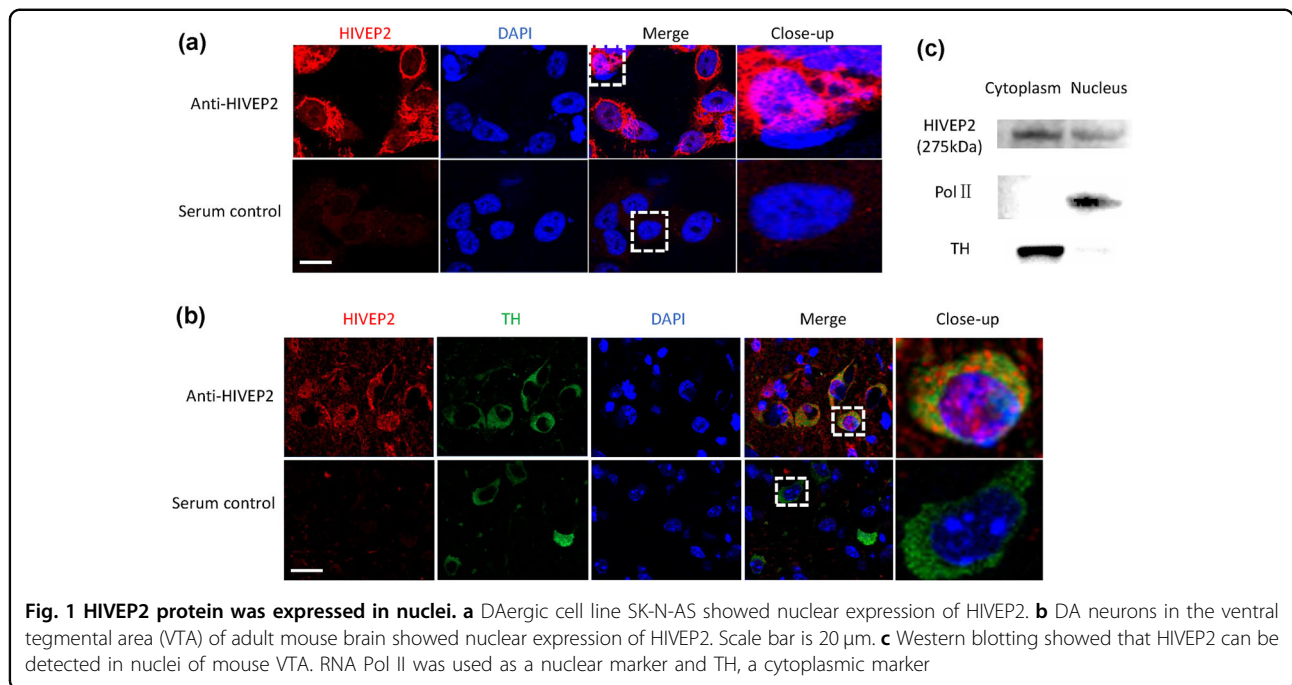 (a)
HIVEP2 DAPI Merge Close-up
Anti-HIVEP2
Serum control
(c)
Cytoplasm Nucleus
HIVEP2
(275kDa)
Pol II
TH
(b)
HIVEP2 TH DAPI Merge Close-up
Anti-HIVEP2
Serum control
Fig. 1 HIVEP2 protein was expressed in nuclei. a DAergic cell line SK-N-AS showed nuclear expression of HIVEP2. b DA neurons in the ventral
tegmental area (VTA) of adult mouse brain showed nuclear expression of HIVEP2. Scale bar is 20 μm. c Western blotting showed that HIVEP2 can be
detected in nuclei of mouse VTA. RNA Pol II was used as a nuclear marker and TH, a cytoplasmic marker